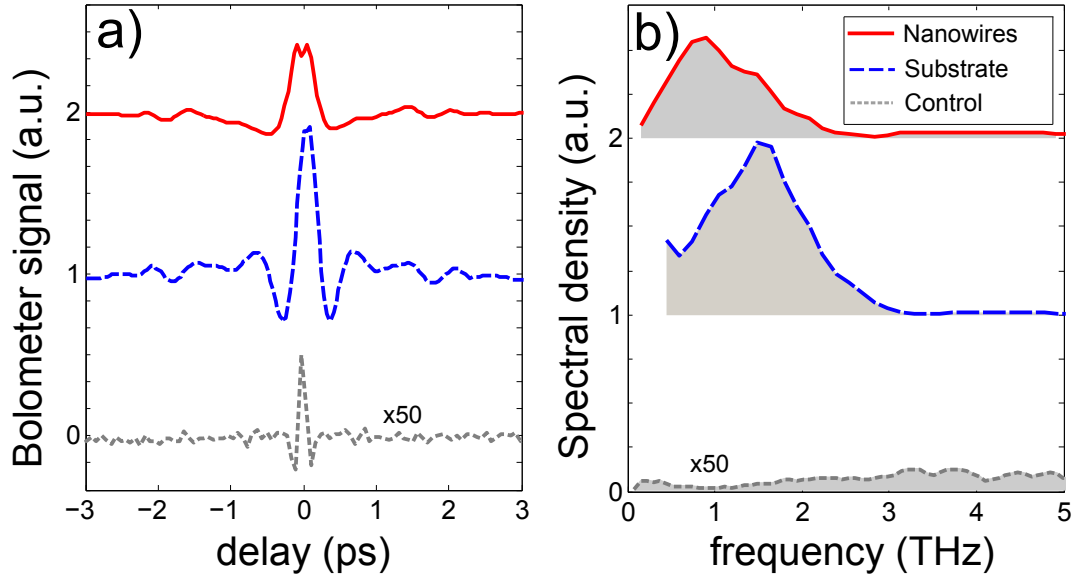 a)
Bolometer signal (a.u.)
2
1
0
x50
−3
−2
−1
0
1
2
3
delay (ps)
b)
Nanowires
Substrate
Control
Spectral density (a.u.)
2
1
0
x50
0
1
2
3
4
5
frequency (THz)